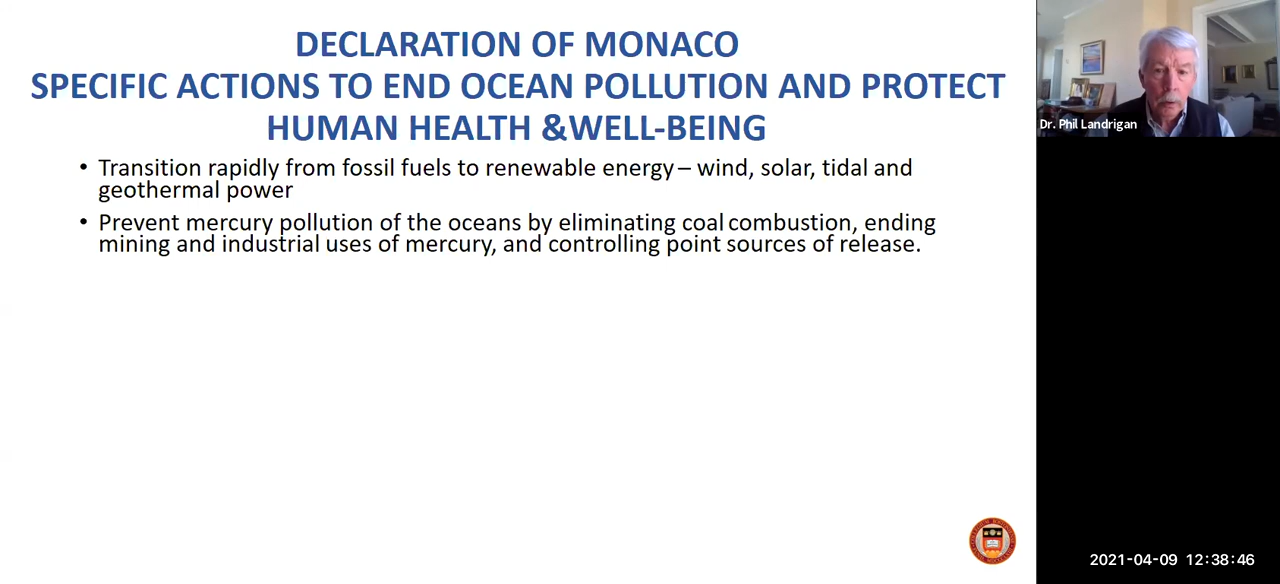 DECLARATION OF MONACO
SPECIFIC ACTIONS TO END OCEAN POLLUTION AND PROTECT
HUMAN HEALTH &WELL-BEING
• Transition rapidly from fossil fuels to renewable energy – wind, solar, tidal and
geothermal power
• Prevent mercury pollution of the oceans by eliminating coal combustion, ending
mining and industrial uses of mercury, and controlling point sources of release.
Dr. Phil Landrigan
2021-04-09 12:38:46